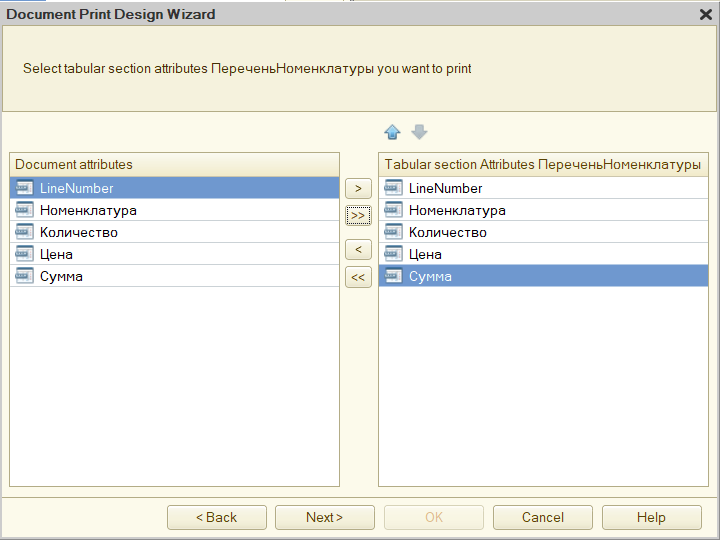 Document Print Design Wizard
Select tabular section attributes ПереченьНоменклатуры you want to print
Document attributes
LineNumber
Номенклатура
Количество
Цена
Сумма
>
>>
<
<<
Tabular section Attributes ПереченьНоменклатуры
LineNumber
Номенклатура
Количество
Цена
Сумма
< Back
Next >
OK
Cancel
Help